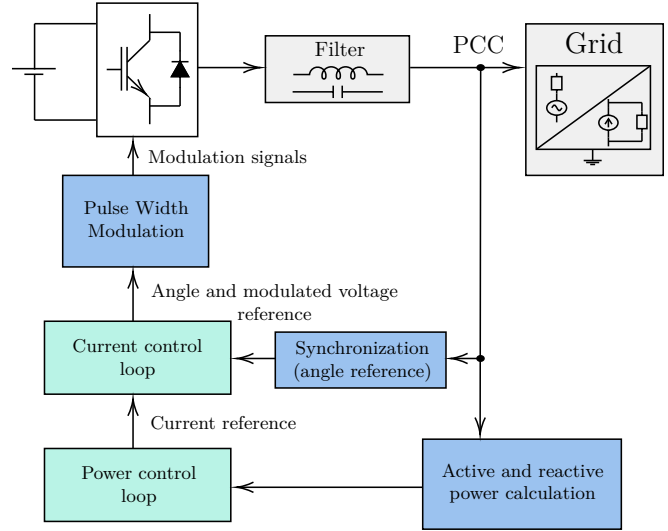 Filter
PCC
Grid
Modulation signals
Pulse Width
Modulation
Angle and modulated voltage
reference
Current control
loop
Synchronization
(angle reference)
Current reference
Power control
loop
Active and reactive
power calculation